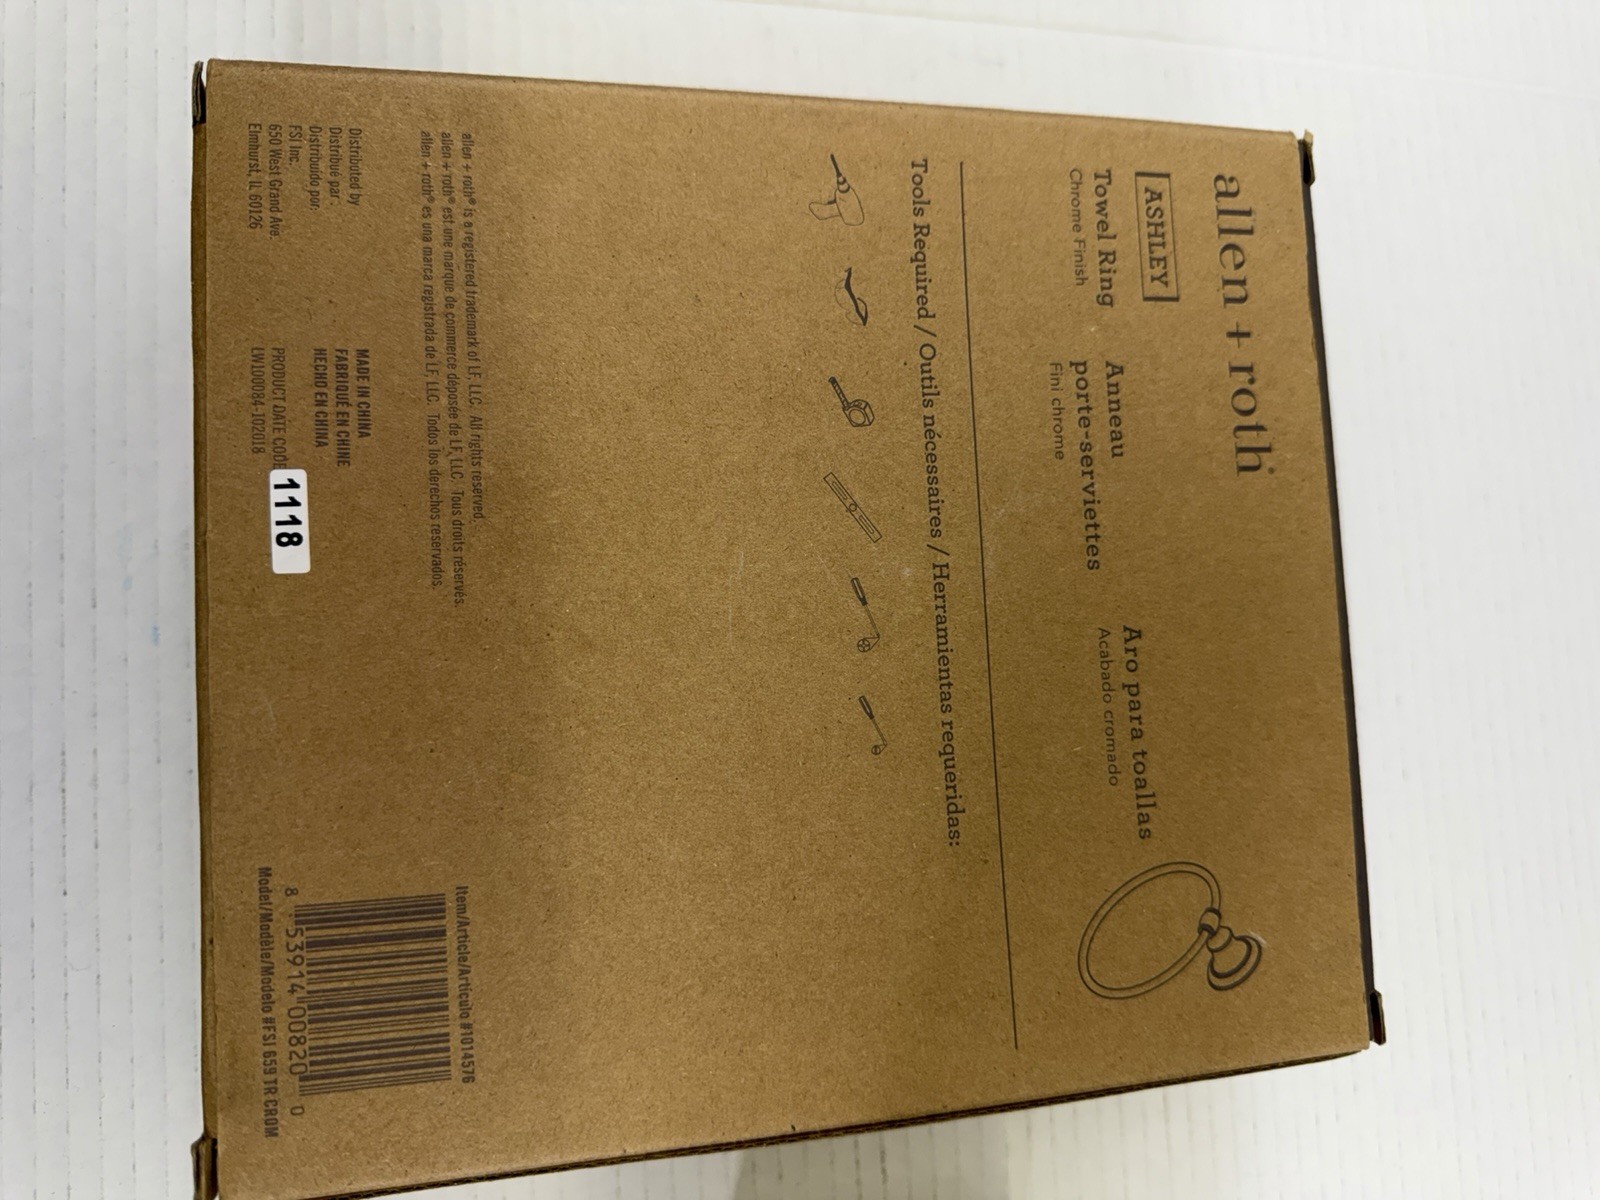 allen + roth®
ASHLEY
Towel Ring
Chrome Finish
Anneau
porte-serviettes
Fini chrome
Aro para toallas
Acabado cromado
Tools Required / Outils nécessaires / Herramientas requeridas:
allen + roth® is a registered trademark of LF, LLC. All rights reserved.
allen + roth® est une marque de commerce déposée de LF, LLC. Tous droits réservés.
allen + roth® es una marca registrada de LF, LLC. Todos los derechos reservados.
Distributed by
Distribué par:
Distribuido por:
FSI Inc.
650 West Grand Ave.
Elmhurst, IL 60126
MADE IN CHINA
FABRIQUÉ EN CHINE
HECHO EN CHINA
PRODUCT DATE CODE
LW100084-102018
1118
Item/Article/Artículo #1014576
8 53914 00820 0
Model/Modèle/Modelo #FSI 659 TR CROM